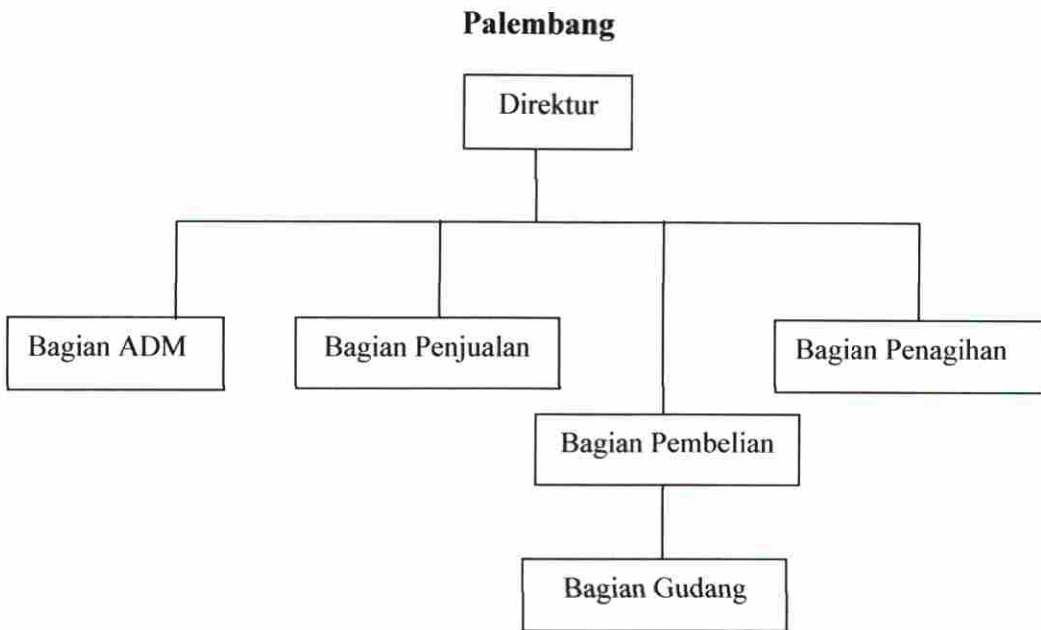 Palembang
Direktur
Bagian ADM
Bagian Penjualan
Bagian Penagihan
Bagian Pembelian
Bagian Gudang